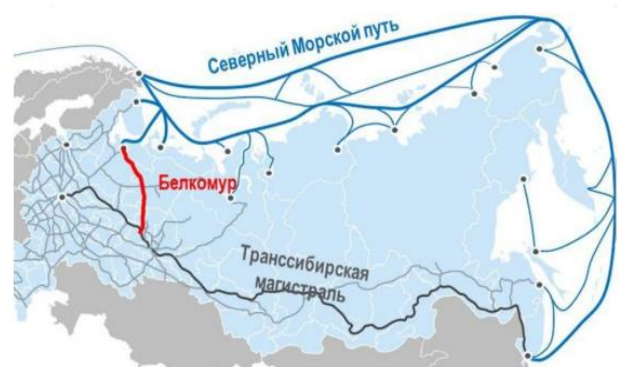 Северный Морской путь
Белкомур
Транссибирская
магистраль